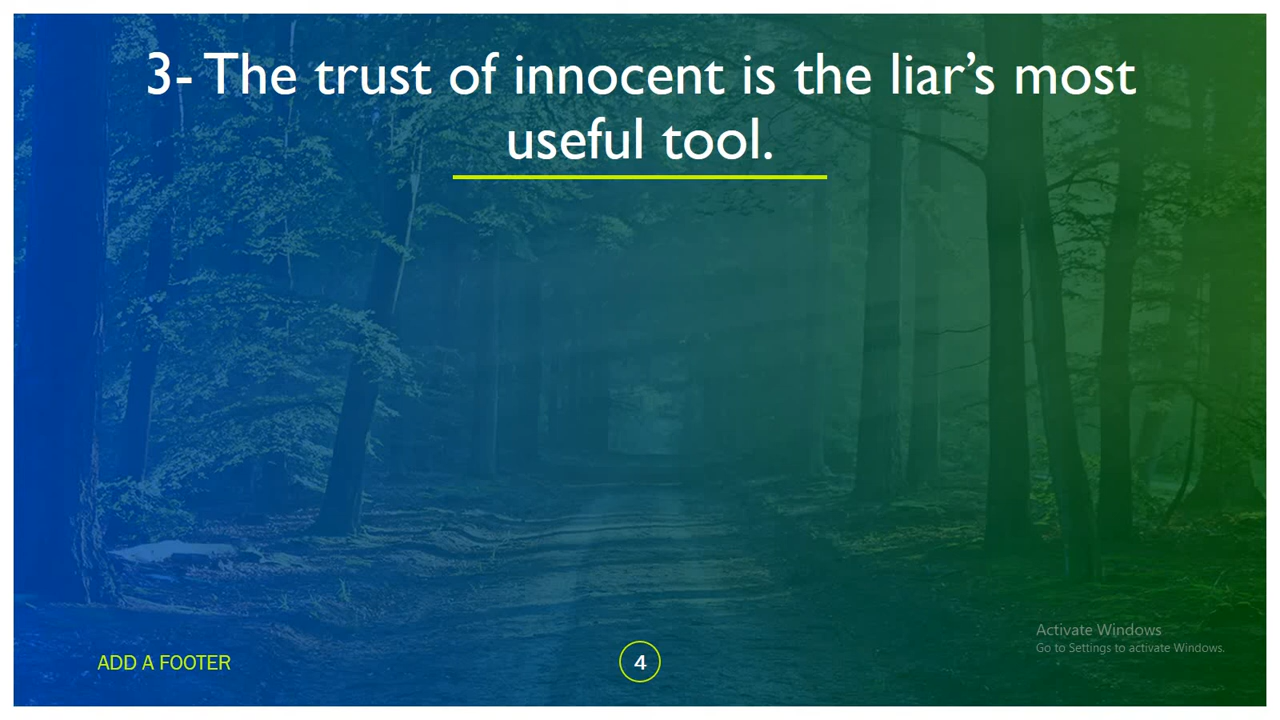 3- The trust of innocent is the liar’s most
useful tool.
ADD A FOOTER
4
Activate Windows
Go to Settings to activate Windows.